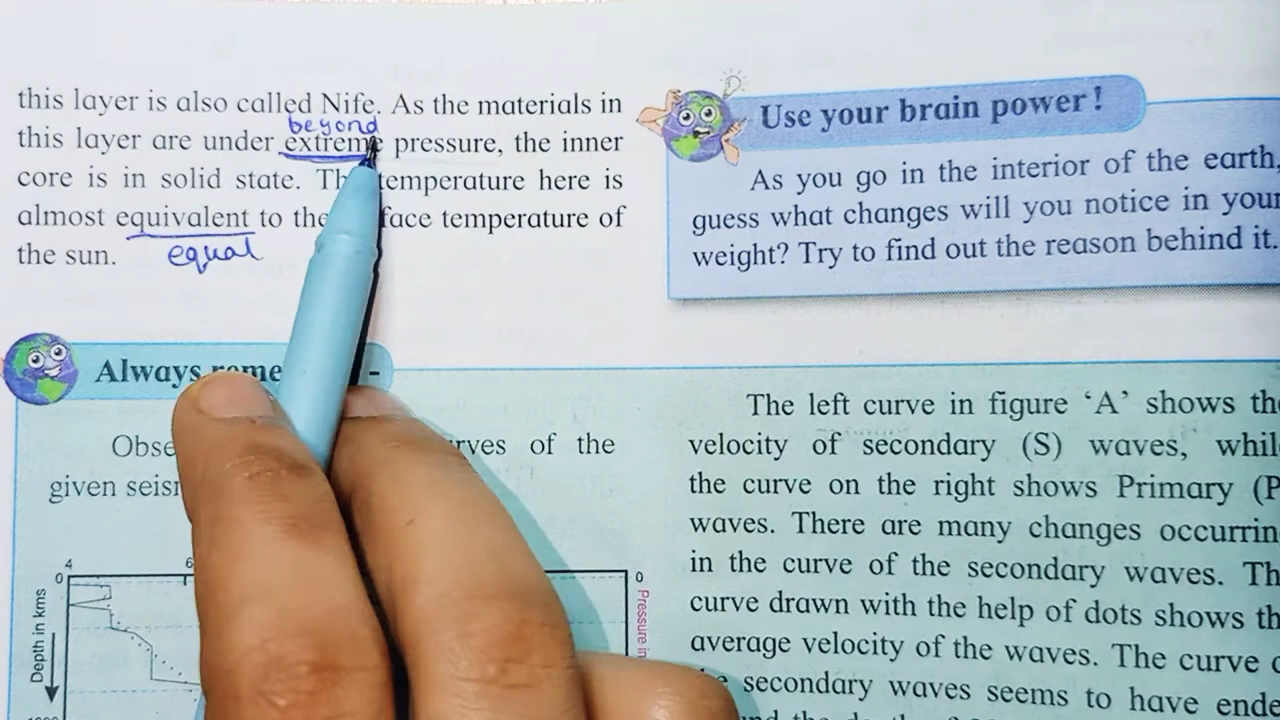 this layer is also called Nife. As the materials in
beyond
this layer are under extreme pressure, the inner
core is in solid state. Th temperature here is
almost equivalent to the face temperature of
the sun. equal
Use your brain power!
As you go in the interior of the earth,
guess what changes will you notice in your
weight? Try to find out the reason behind it.
Always reme -
Obse rves of the
given seis
4 6
0 0
Depth in kms
Pressure in
The left curve in figure ‘A’ shows the
velocity of secondary (S) waves, whil
the curve on the right shows Primary (P
waves. There are many changes occurrin
in the curve of the secondary waves. Th
curve drawn with the help of dots shows th
average velocity of the waves. The curve o
secondary waves seems to have ende